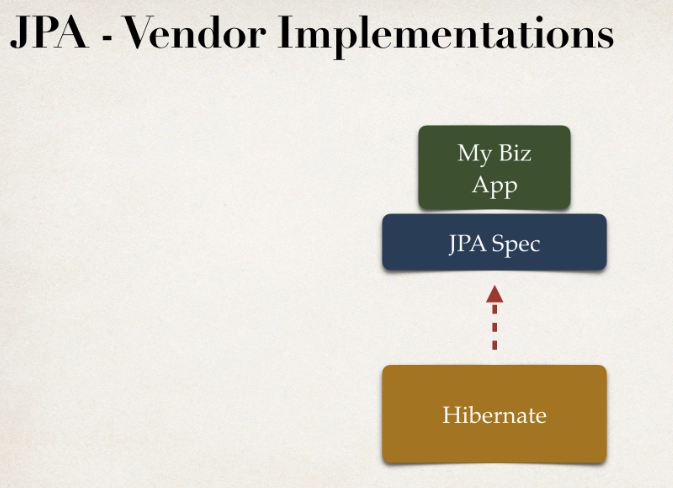 JPA - Vendor Implementations
My Biz
App
JPA Spec
Hibernate